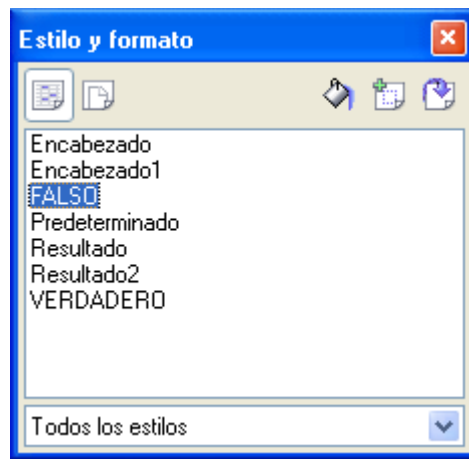 Estilo y formato
Encabezado
Encabezado1
FALSO
Predeterminado
Resultado
Resultado2
VERDADERO
Todos los estilos